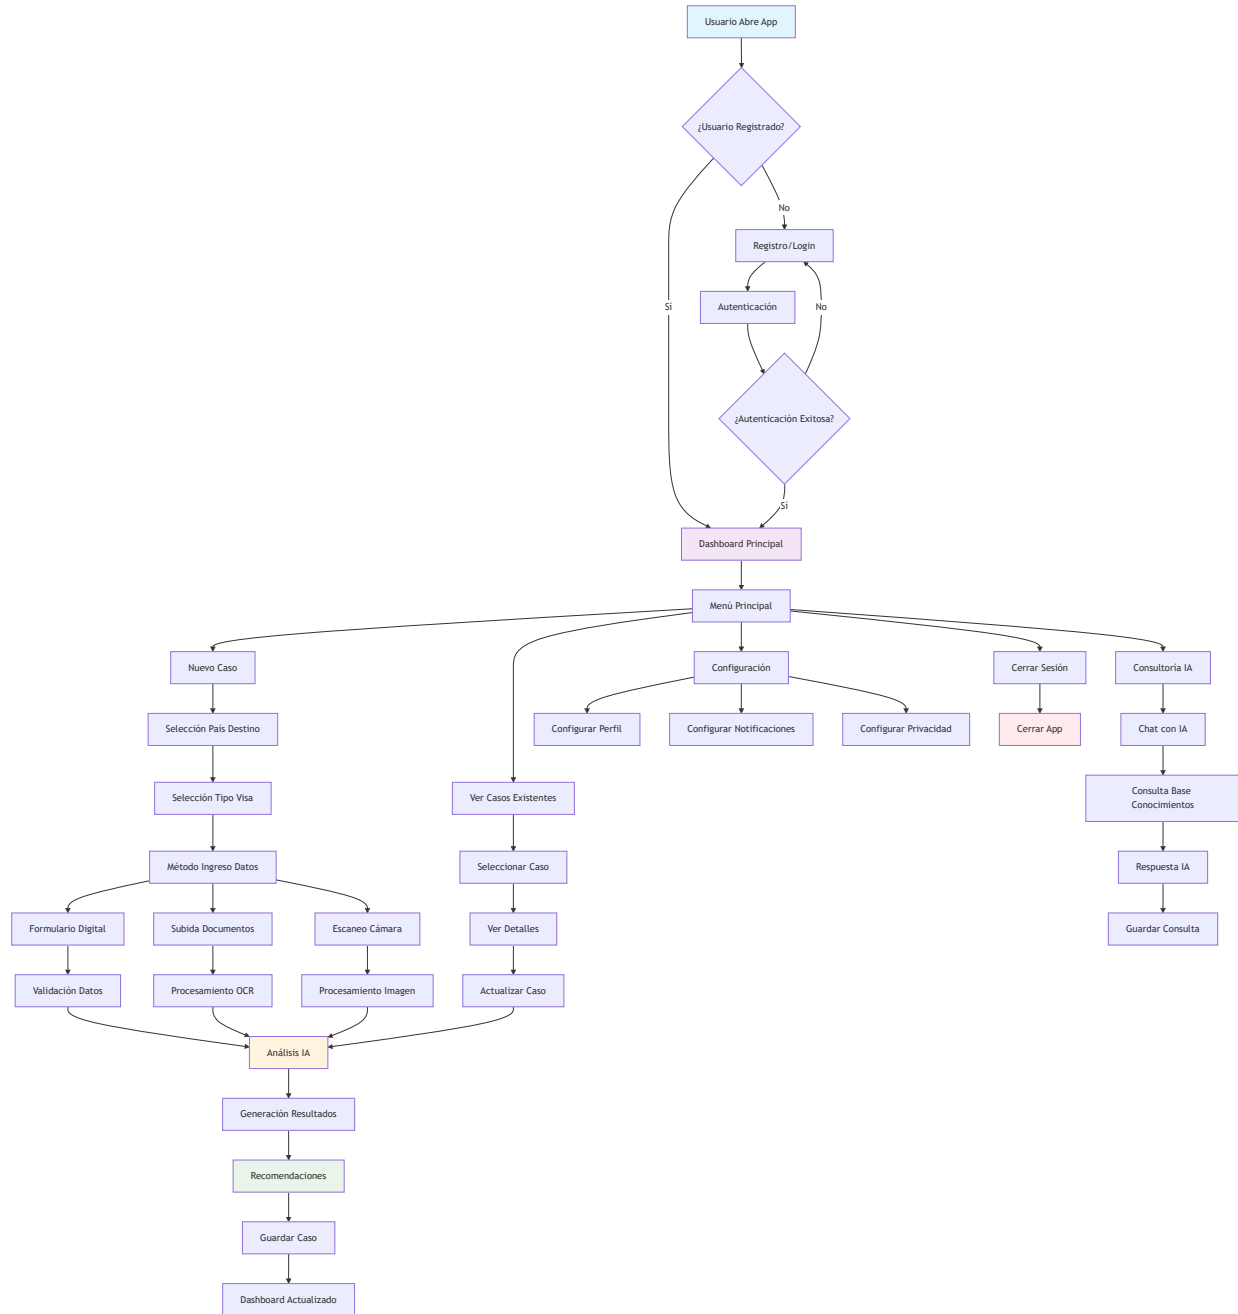 Usuario Abre App
¿Usuario Registrado?
No
Registro/Login
Autenticación
Sí
No
¿Autenticación Exitosa?
Sí
Dashboard Principal
Menú Principal
Nuevo Caso
Configuración
Cerrar Sesión
Consultoría IA
Selección País Destino
Configurar Perfil
Configurar Notificaciones
Configurar Privacidad
Cerrar App
Chat con IA
Selección Tipo Visa
Ver Casos Existentes
Consulta Base
Conocimientos
Método Ingreso Datos
Seleccionar Caso
Respuesta IA
Formulario Digital
Subida Documentos
Escaneo Cámara
Ver Detalles
Guardar Consulta
Validación Datos
Procesamiento OCR
Procesamiento Imagen
Actualizar Caso
Análisis IA
Generación Resultados
Recomendaciones
Guardar Caso
Dashboard Actualizado